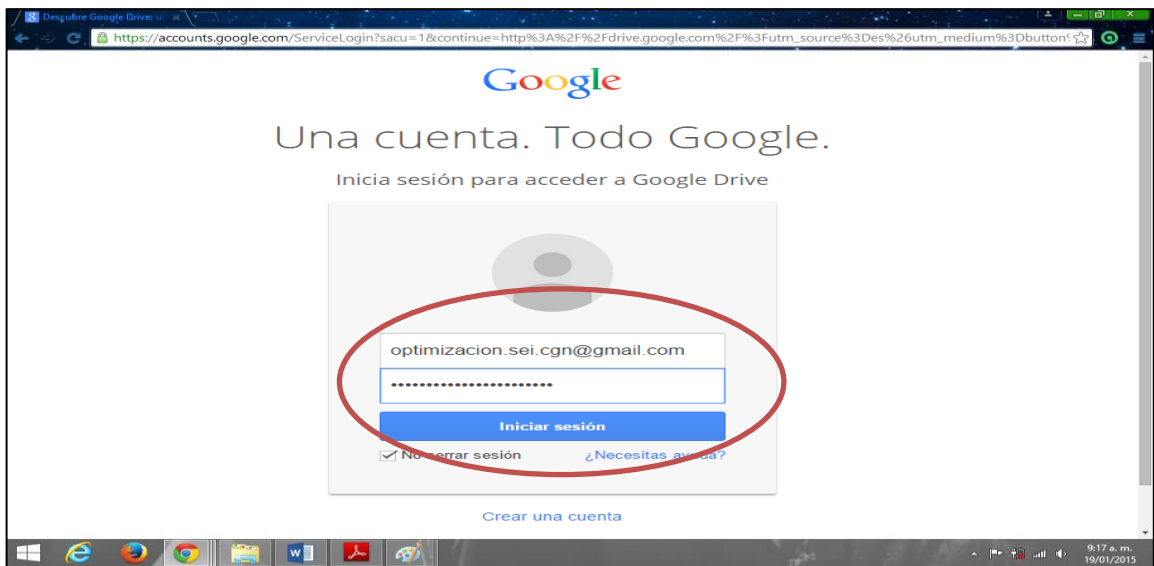 Descubre Google Drive: u
https://accounts.google.com/ServiceLogin?sacu=1&continue=http%3A%2F%2Fdrive.google.com%2F%3Futm_source%3Des%26utm_medium%3Dbutton%
Google
Una cuenta. Todo Google.
Inicia sesión para acceder a Google Drive
optimizacion.sei.cgn@gmail.com
Iniciar sesión
No cerrar sesión ¿Necesitas ayuda?
Crear una cuenta
9:17 a. m.
19/01/2015